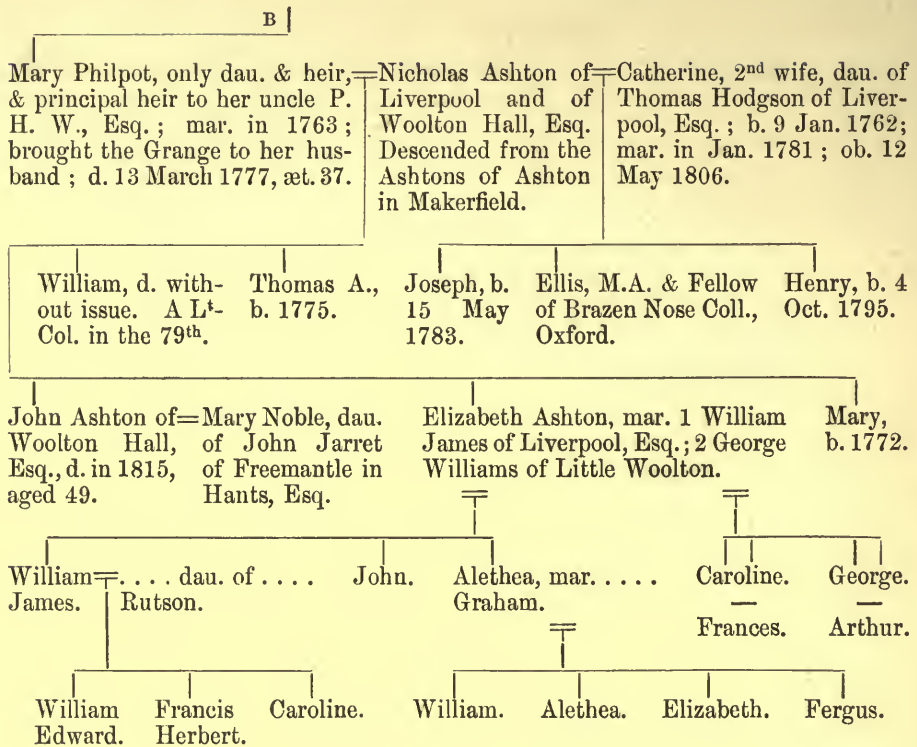 B
Mary Philpot, only dau. & heir,
& principal heir to her uncle P.
H. W., Esq. ; mar. in 1763 ;
brought the Grange to her hus-
band ; d. 13 March 1777, æt. 37.
Nicholas Ashton of
Liverpool and of
Woolton Hall, Esq.
Descended from the
Ashtons of Ashton
in Makerfield.
Catherine, 2nd wife, dau. of
Thomas Hodgson of Liver-
pool, Esq. ; b. 9 Jan. 1762;
mar. in Jan. 1781 ; ob. 12
May 1806.
William, d. with-
out issue. A Lt-
Col. in the 79th.
Thomas A.,
b. 1775.
Joseph, b.
15 May
1783.
Ellis, M.A. & Fellow
of Brazen Nose Coll.,
Oxford.
Henry, b. 4
Oct. 1795.
John Ashton of
Woolton Hall,
Esq., d. in 1815,
aged 49.
Mary Noble, dau.
of John Jarret
of Freemantle in
Hants, Esq.
Elizabeth Ashton, mar. 1 William
James of Liverpool, Esq. ; 2 George
Williams of Little Woolton.
Mary,
b. 1772.
William
James.
. . . . dau. of . . . .
Rutson.
John.
Alethea, mar. . . . .
Graham.
Caroline.
—
Frances.
George.
—
Arthur.
William
Edward.
Francis
Herbert.
Caroline.
William.
Alethea.
Elizabeth.
Fergus.